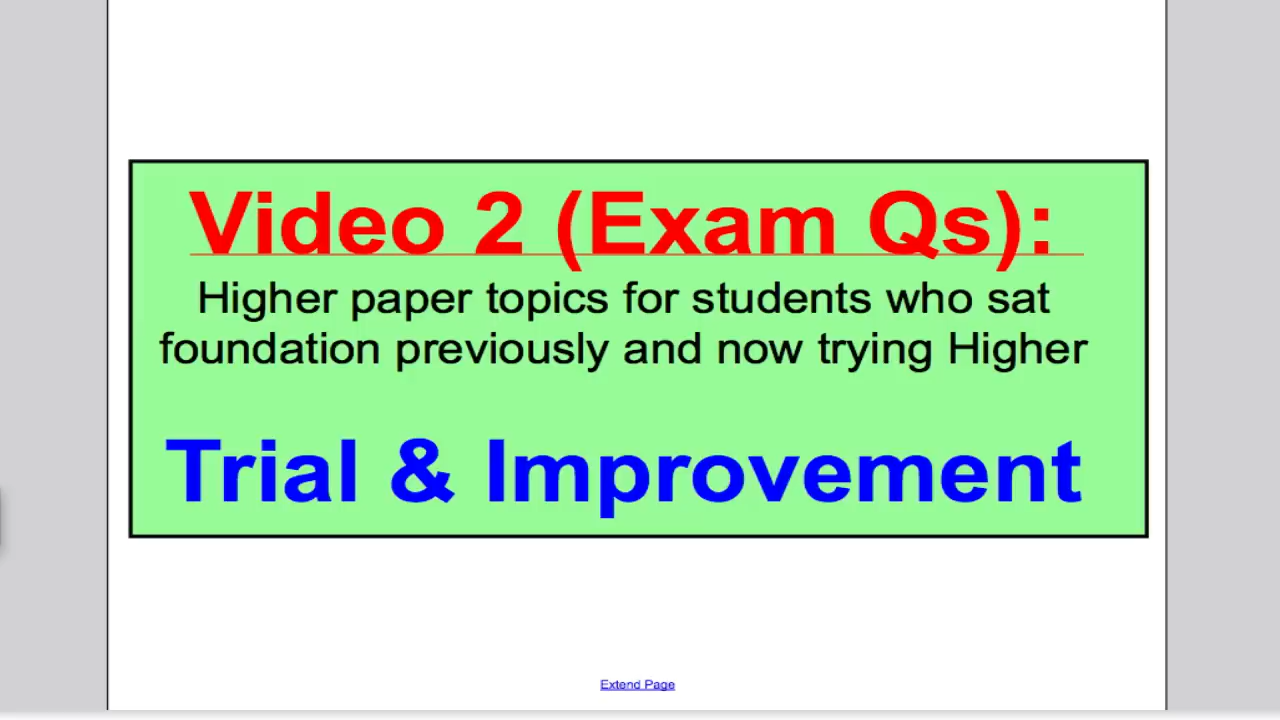 Video 2 (Exam Qs):
Higher paper topics for students who sat
foundation previously and now trying Higher
Trial & Improvement
Extend Page